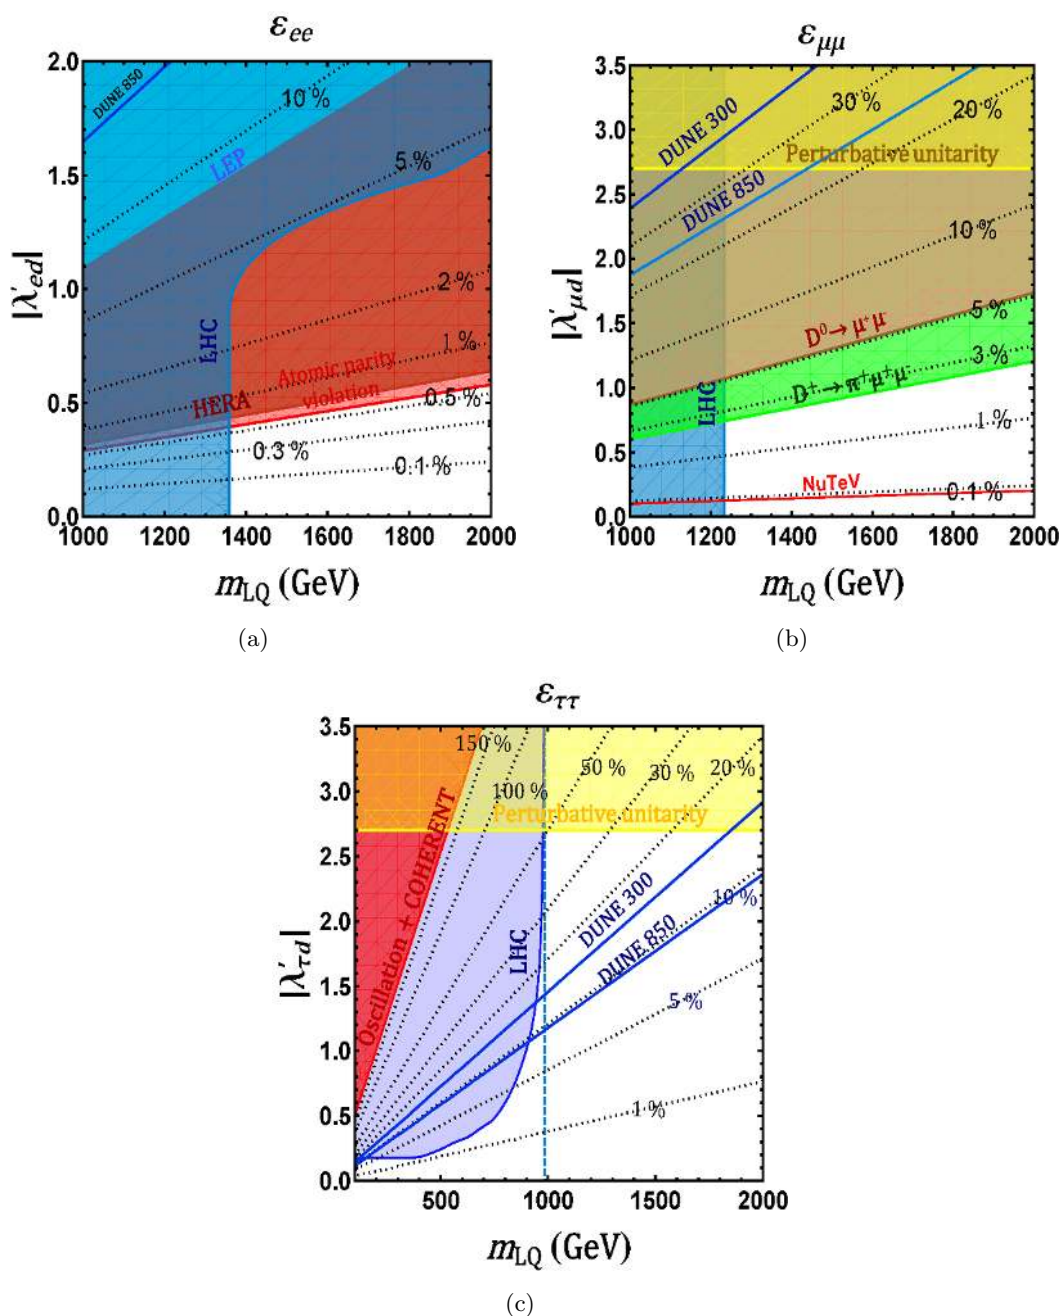 ε_ee
2.0
1.5
1.0
0.5
0.0
|λ'_ed|
DUNE 850
10 %
LEP
5 %
2 %
LHC
1 %
Atomic narity
violation
HERA
0.5 %
0.3 %
0.1 %
1000 1200 1400 1600 1800 2000
m_LQ (GeV)
(a)
ε_μμ
3.5
3.0
2.5
2.0
1.5
1.0
0.5
0.0
|λ'_μd|
30 %
20 %
DUNE 300
Perturbative unitarity
DUNE 850
10 %
5 %
D⁰→ μ⁺ μ⁻
3 %
D⁺→ π⁺ μ⁺ μ⁻
LHC
1 %
NuTeV
0.1 %
1000 1200 1400 1600 1800 2000
m_LQ (GeV)
(b)
ε_ττ
3.5
3.0
2.5
2.0
1.5
1.0
0.5
0.0
|λ'_τd|
150 %
100 %
50 %
30 %
20 %
Perturbative unitarity
Oscillation + COHERENT
LHC
DUNE 300
DUNE 850
10 %
5 %
1 %
500 1000 1500 2000
m_LQ (GeV)
(c)